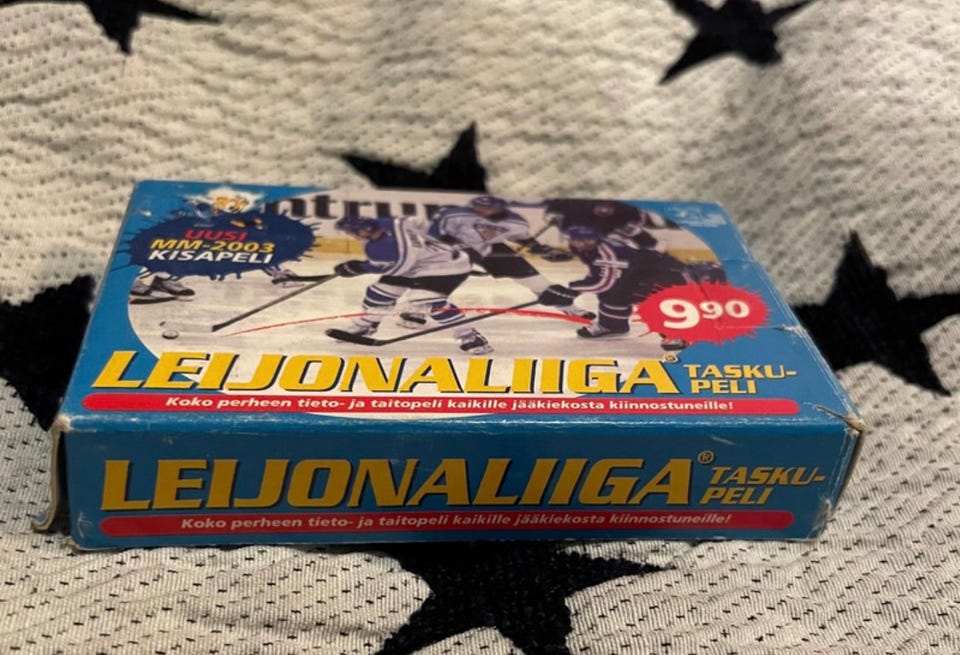 ntrum
UUSI
MM-2003
KISAPELI
9.90
LEIJONALIIGA®
TASKU-
PELI
Koko perheen tieto- ja taitopeli kaikille jääkiekosta kiinnostuneille!
LEIJONALIIGA®
TASKU-
PELI
Koko perheen tieto- ja taitopeli kaikille jääkiekosta kiinnostuneille!